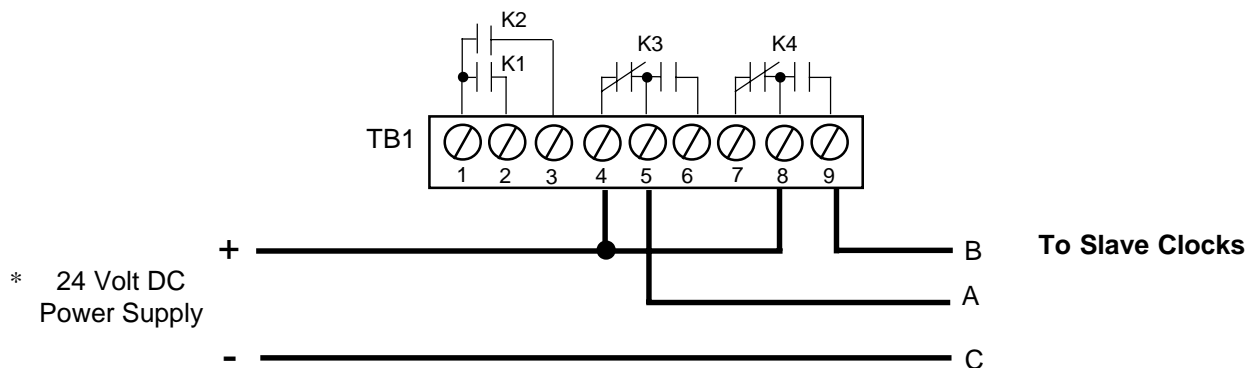 K2
K1
K3
K4
TB1
1 2 3 4 5 6 7 8 9
+
* 24 Volt DC
Power Supply
-
B
A
C
To Slave Clocks